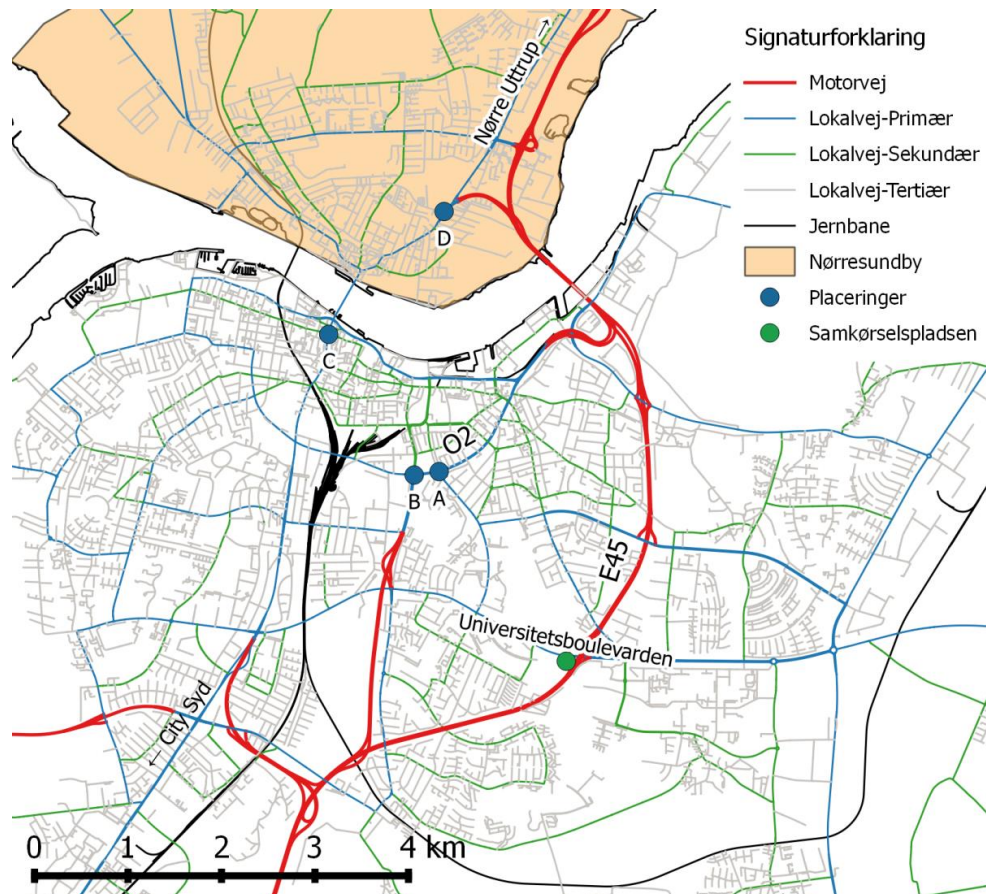 Signaturforklaring
Motorvej
Lokalvej-Primær
Lokalvej-Sekundær
Lokalvej-Tertiær
Jernbane
Nørresundby
Placeringer
Samkørselspladsen
Nørre Uttrup →
D
C
O2
B
A
E45
Universitetsboulevarden
← City Syd
0 1 2 3 4 km